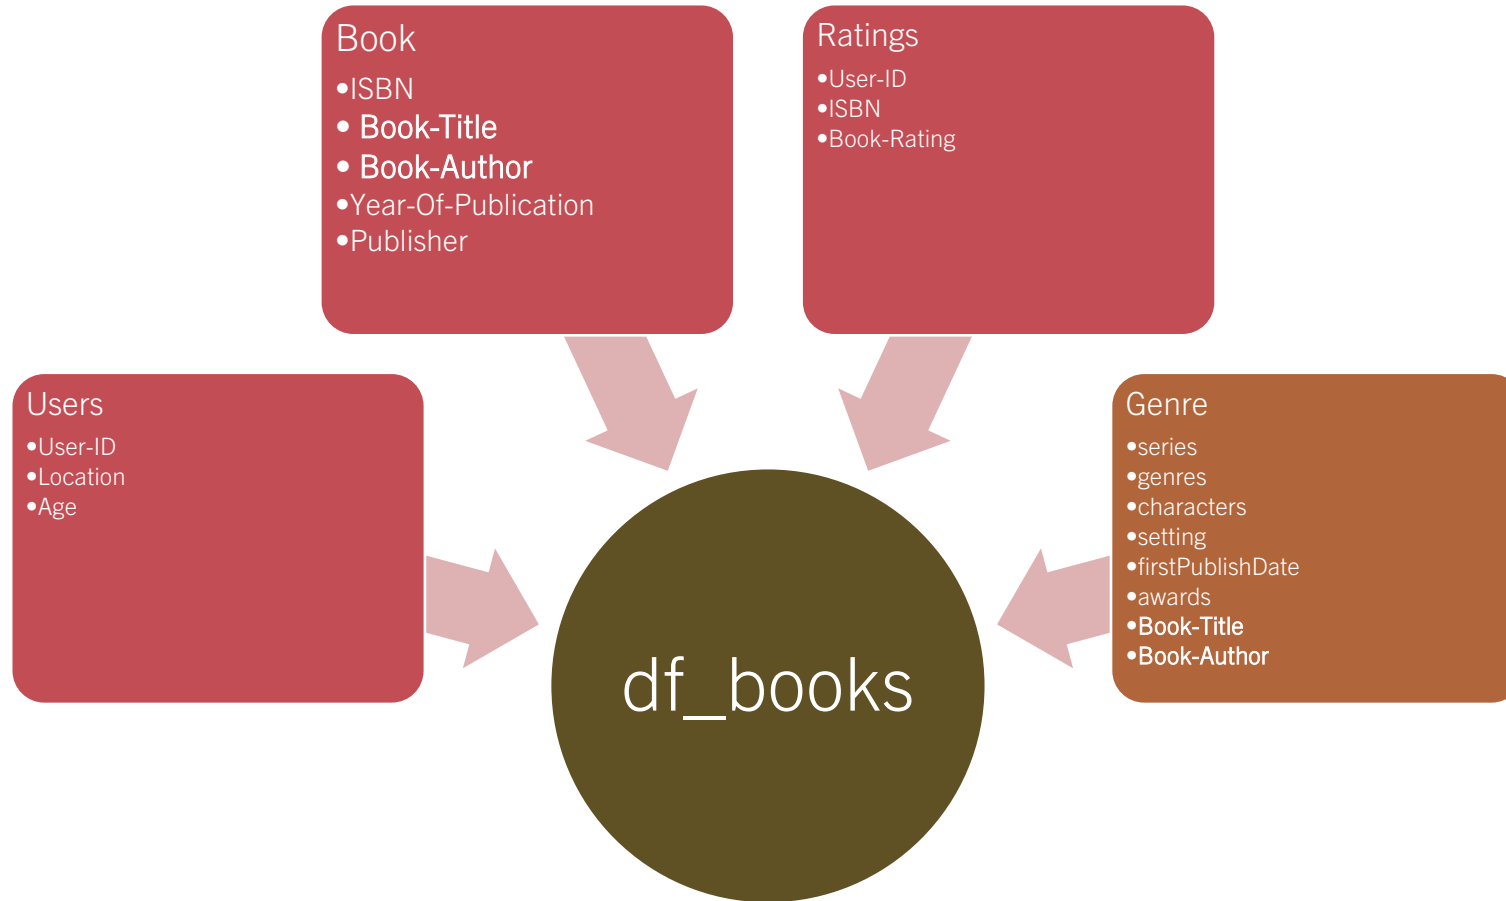 Book
•ISBN
• Book-Title
• Book-Author
•Year-Of-Publication
•Publisher
Ratings
•User-ID
•ISBN
•Book-Rating
Users
•User-ID
•Location
•Age
Genre
•series
•genres
•characters
•setting
•firstPublishDate
•awards
•Book-Title
•Book-Author
df_books